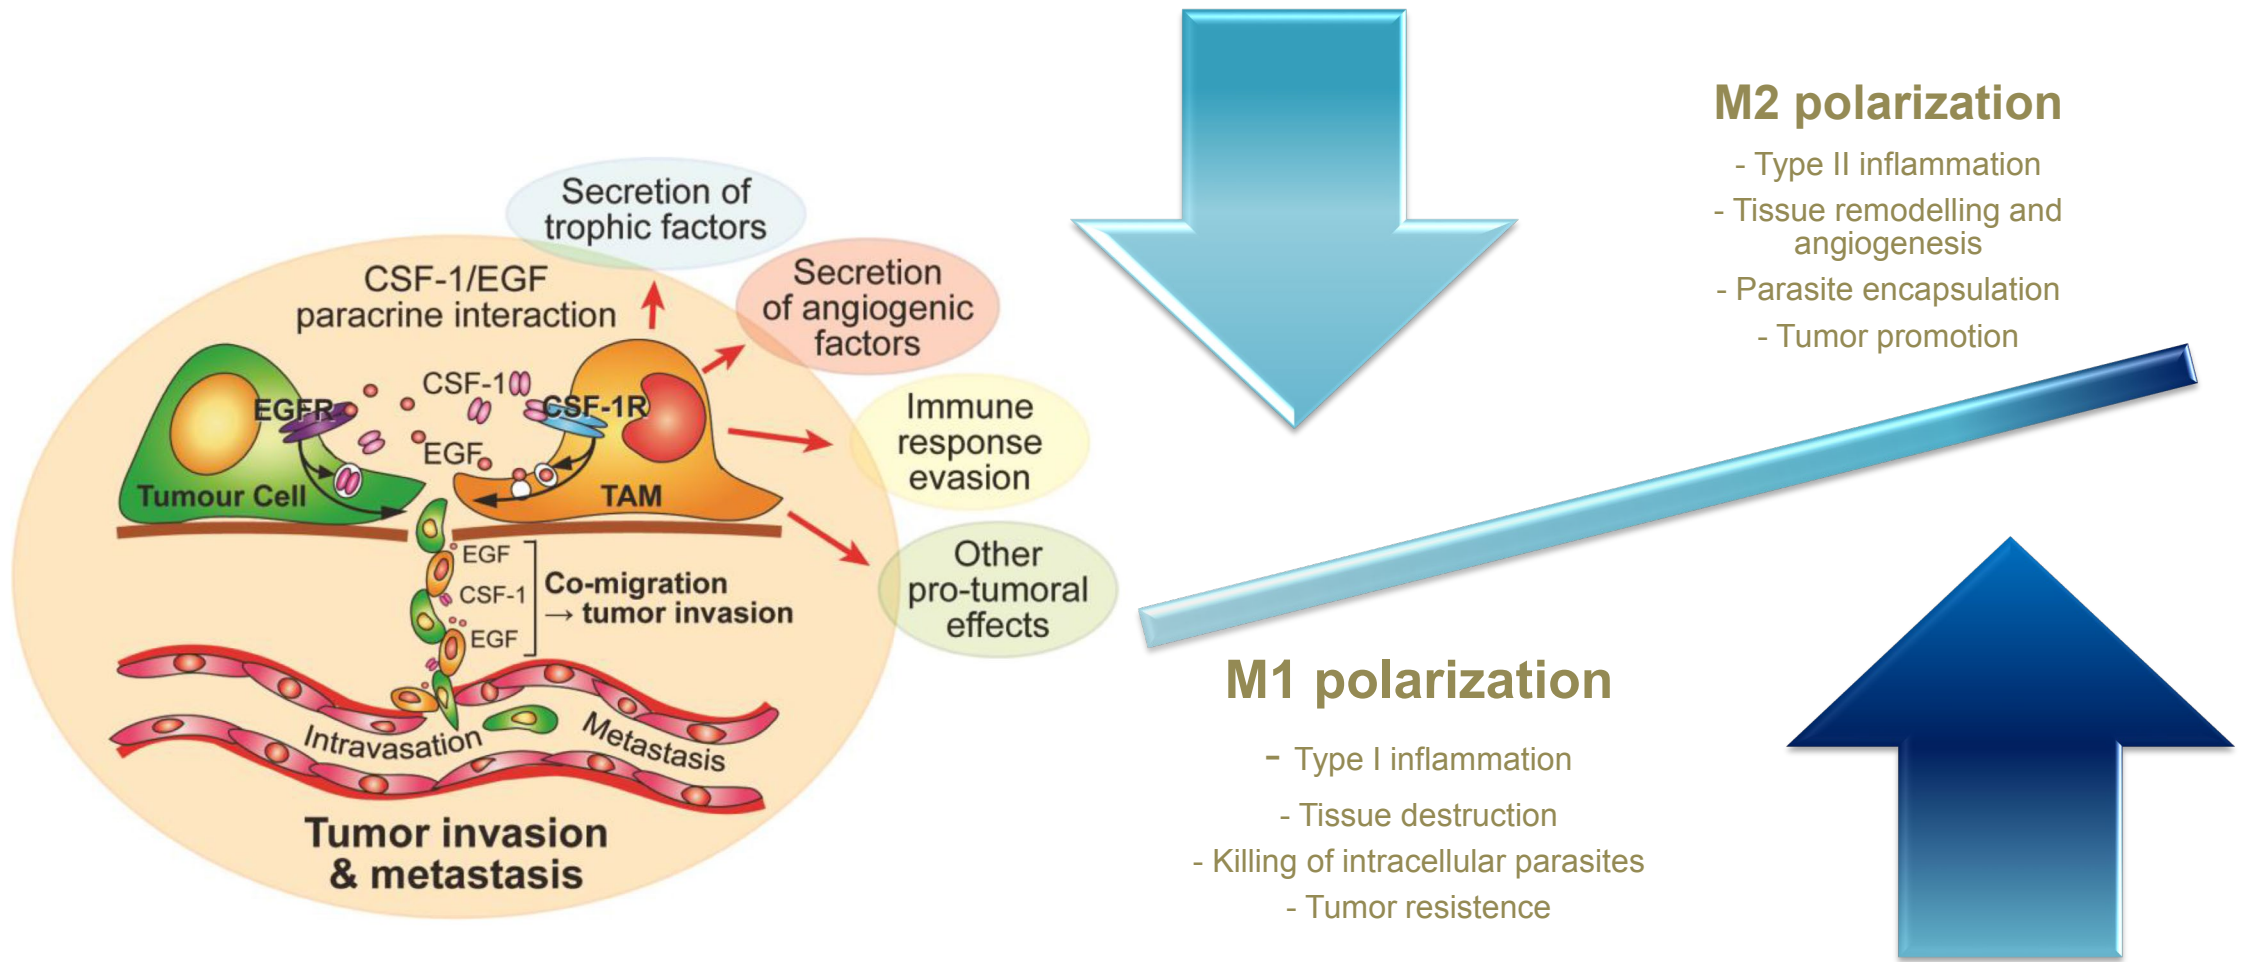 Secretion of
trophic factors
CSF-1/EGF
paracrine interaction
Secretion
of angiogenic
factors
CSF-1
EGFR
CSF-1R
EGF
Immune
response
evasion
Tumour Cell
TAM
EGF
CSF-1
EGF
Co-migration
→ tumor invasion
Other
pro-tumoral
effects
Intravasation
Metastasis
Tumor invasion
& metastasis
M2 polarization
- Type II inflammation
- Tissue remodelling and
angiogenesis
- Parasite encapsulation
- Tumor promotion
M1 polarization
- Type I inflammation
- Tissue destruction
- Killing of intracellular parasites
- Tumor resistence